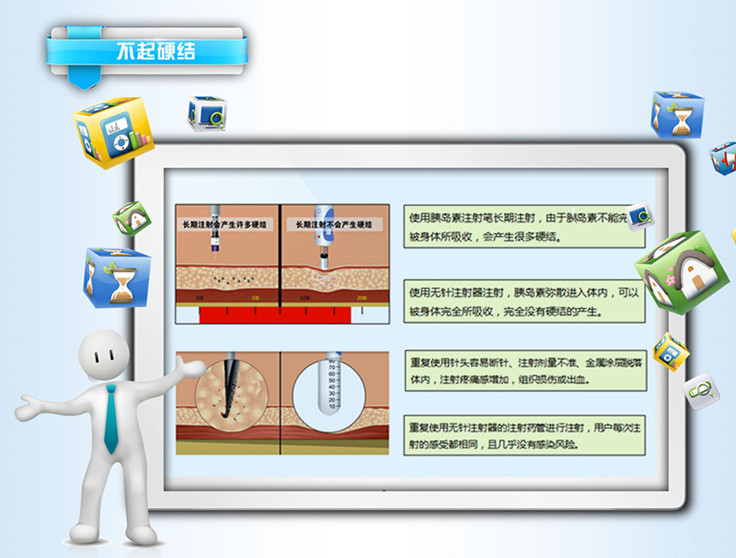 不起硬结
长期注射会产生许多硬结
长期注射不会产生硬结
使用胰岛素注射笔长期注射，由于胰岛素不能完
被身体所吸收，会产生很多硬结。
使用无针注射器注射，胰岛素弥散进入体内，可以
被身体完全所吸收，完全没有硬结的产生。
重复使用针头容易断针、注射剂量不准、金属涂层脱落
体内，注射疼痛感增加，组织损伤或出血。
重复使用无针注射器的注射药管进行注射，用户每次注
射的感受都相同，且几乎没有感染风险。